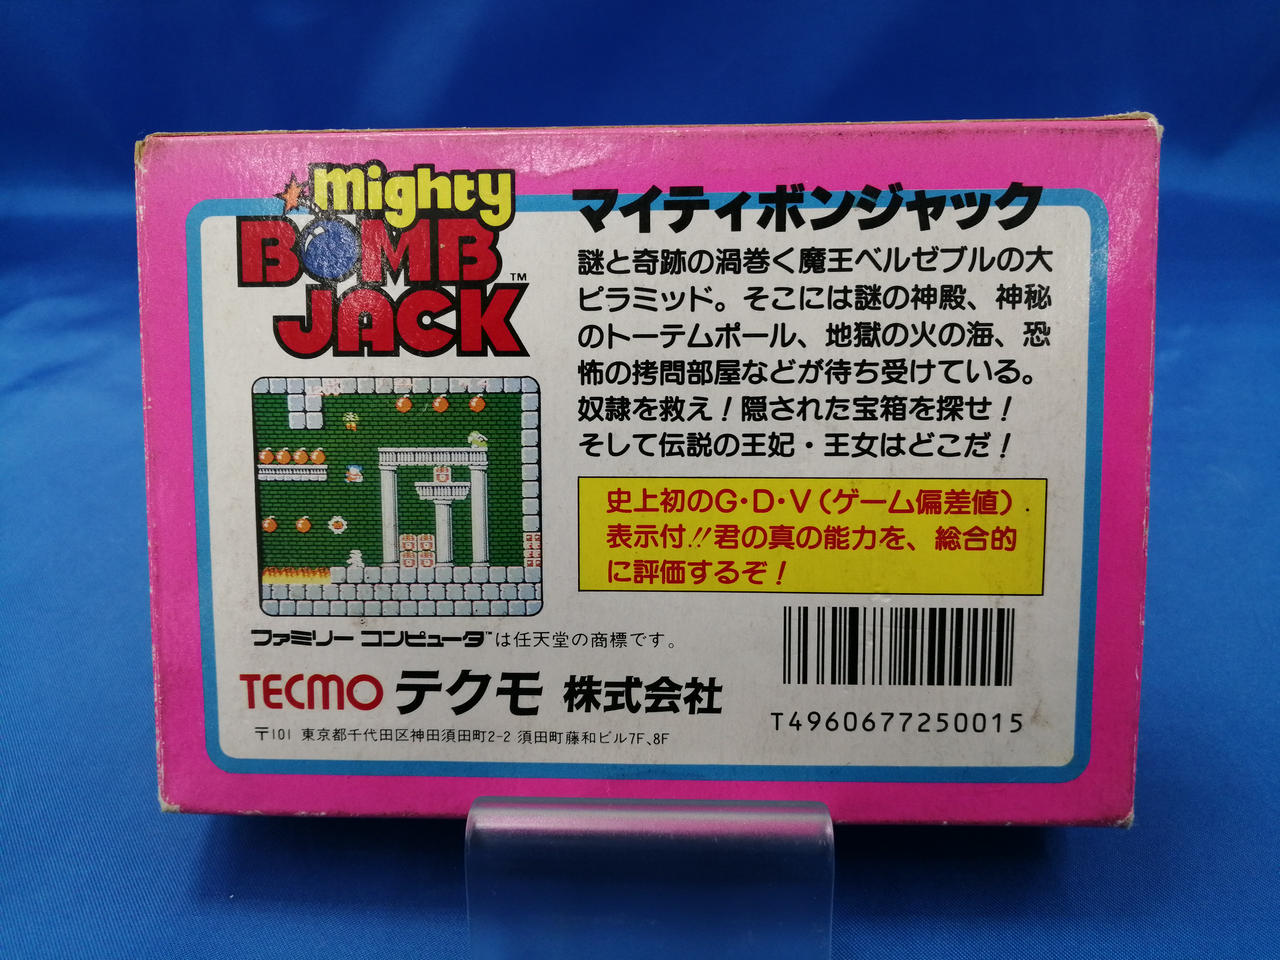 mighty
BOMB
JACK™
マイティボンジャック
謎と奇跡の渦巻く魔王ベルゼブルの大
ピラミッド。そこには謎の神殿、神秘
のトーテムポール、地獄の火の海、恐
怖の拷問部屋などが待ち受けている。
奴隷を救え！隠された宝箱を探せ！
そして伝説の王妃・王女はどこだ！
史上初のG・D・V（ゲーム偏差値）
表示付!!君の真の能力を、総合的
に評価するぞ！
ファミリー コンピュータ™は任天堂の商標です。
TECMO テクモ 株式会社
〒101 東京都千代田区神田須田町2-2 須田町藤和ビル7F、8F
T4960677250015